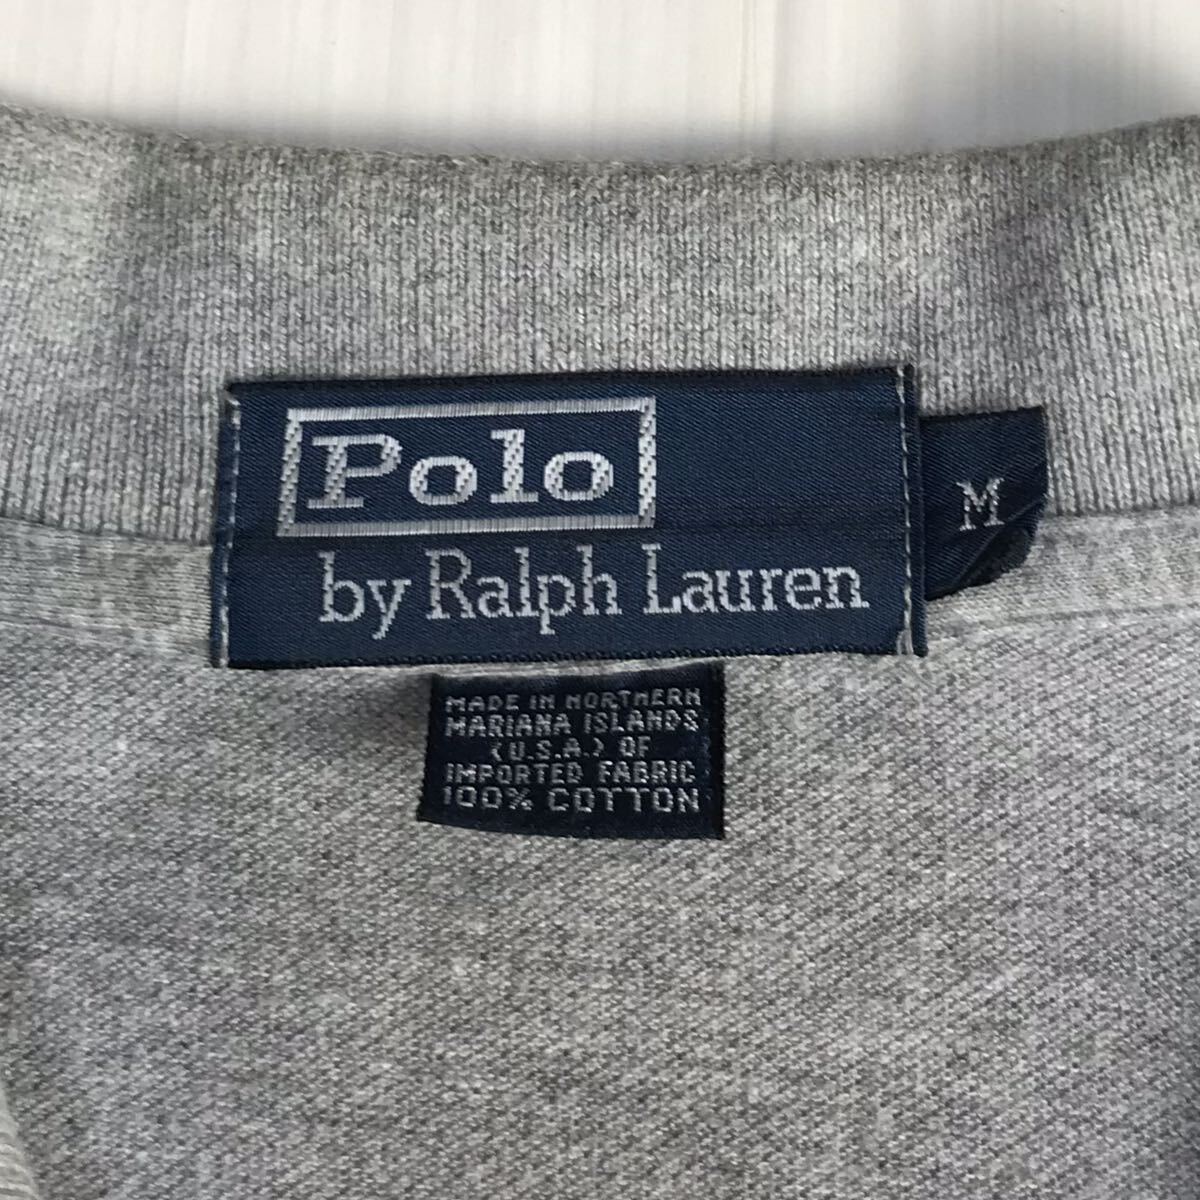 Polo
by Ralph Lauren
M
MADE IN NORTHERN
MARIANA ISLANDS
(U.S.A.) OF
IMPORTED FABRIC
100% COTTON